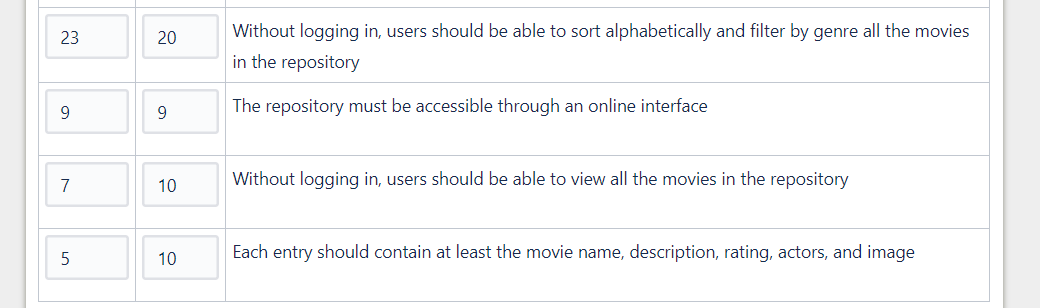 23 20 Without logging in, users should be able to sort alphabetically and filter by genre all the movies
in the repository
9 9 The repository must be accessible through an online interface
7 10 Without logging in, users should be able to view all the movies in the repository
5 10 Each entry should contain at least the movie name, description, rating, actors, and image